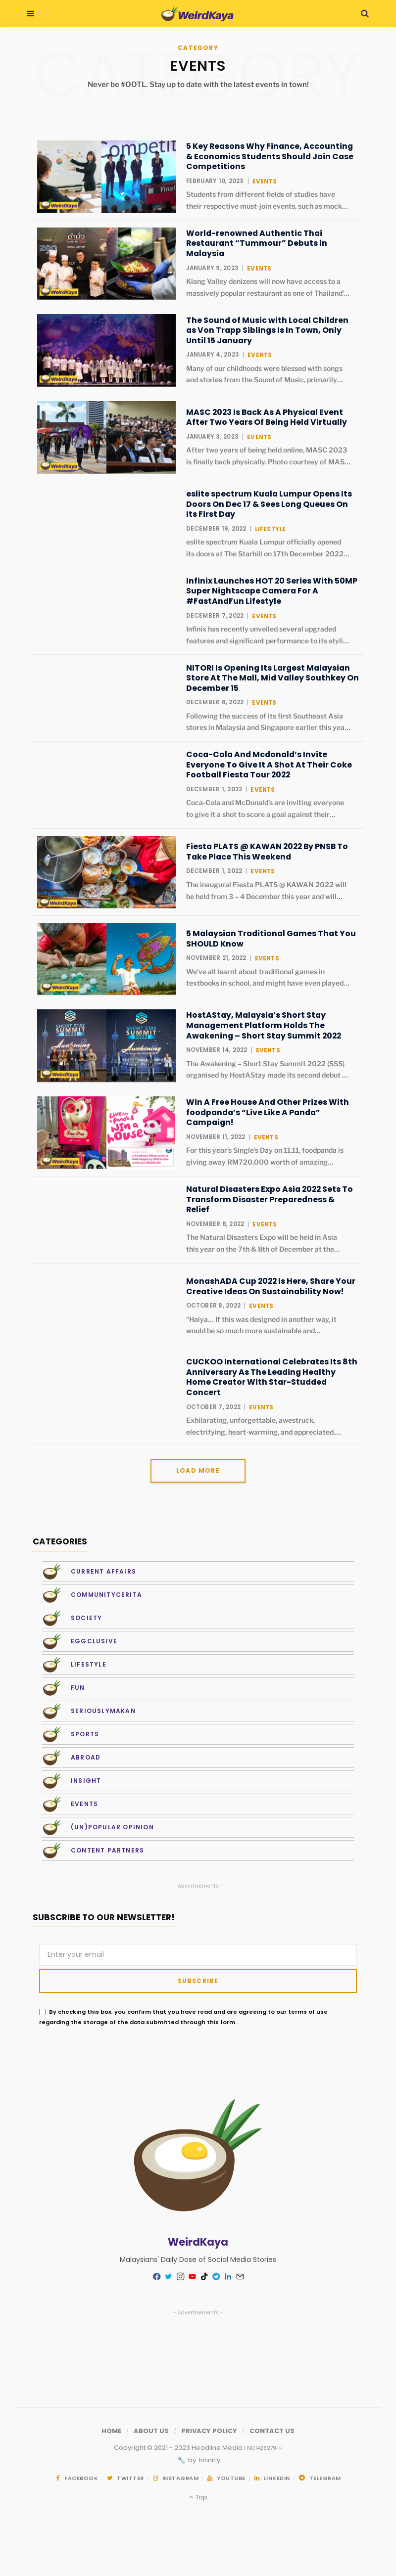 WeirdKaya
CATEGORY
EVENTS
Never be #OOTL. Stay up to date with the latest events in town!
5 Key Reasons Why Finance, Accounting
& Economics Students Should Join Case
Competitions
FEBRUARY 10, 2023 | EVENTS
Students from different fields of studies have
their respective must-join events, such as mock…
World-renowned Authentic Thai
Restaurant “Tummour” Debuts in
Malaysia
JANUARY 9, 2023 | EVENTS
Klang Valley denizens will now have access to a
massively popular restaurant as one of Thailand'…
The Sound of Music with Local Children
as Von Trapp Siblings Is In Town, Only
Until 15 January
JANUARY 4, 2023 | EVENTS
Many of our childhoods were blessed with songs
and stories from the Sound of Music, primarily…
MASC 2023 Is Back As A Physical Event
After Two Years Of Being Held Virtually
JANUARY 3, 2023 | EVENTS
After two years of being held online, MASC 2023
is finally back physically. Photo courtesy of MAS…
eslite spectrum Kuala Lumpur Opens Its
Doors On Dec 17 & Sees Long Queues On
Its First Day
DECEMBER 19, 2022 | LIFESTYLE
eslite spectrum Kuala Lumpur officially opened
its doors at The Starhill on 17th December 2022…
Infinix Launches HOT 20 Series With 50MP
Super Nightscape Camera For A
#FastAndFun Lifestyle
DECEMBER 7, 2022 | EVENTS
Infinix has recently unveiled several upgraded
features and significant performance to its styli…
NITORI Is Opening Its Largest Malaysian
Store At The Mall, Mid Valley Southkey On
December 15
DECEMBER 6, 2022 | EVENTS
Following the success of its first Southeast Asia
stores in Malaysia and Singapore earlier this yea…
Coca-Cola And Mcdonald’s Invite
Everyone To Give It A Shot At Their Coke
Football Fiesta Tour 2022
DECEMBER 1, 2022 | EVENTS
Coca-Cola and McDonald’s are inviting everyone
to give it a shot to score a goal against their…
Fiesta PLATS @ KAWAN 2022 By PNSB To
Take Place This Weekend
DECEMBER 1, 2022 | EVENTS
The inaugural Fiesta PLATS @ KAWAN 2022 will
be held from 3 – 4 December this year and will…
5 Malaysian Traditional Games That You
SHOULD Know
NOVEMBER 21, 2022 | EVENTS
We’ve all learnt about traditional games in
textbooks in school, and might have even played…
HostAStay, Malaysia’s Short Stay
Management Platform Holds The
Awakening – Short Stay Summit 2022
NOVEMBER 14, 2022 | EVENTS
The Awakening – Short Stay Summit 2022 (SSS)
organised by HostAStay made its second debut …
Win A Free House And Other Prizes With
foodpanda’s “Live Like A Panda”
Campaign!
NOVEMBER 11, 2022 | EVENTS
For this year’s Single’s Day on 11.11, foodpanda is
giving away RM720,000 worth of amazing…
Natural Disasters Expo Asia 2022 Sets To
Transform Disaster Preparedness &
Relief
NOVEMBER 8, 2022 | EVENTS
The Natural Disasters Expo will be held in Asia
this year on the 7th & 8th of December at the…
MonashADA Cup 2022 Is Here, Share Your
Creative Ideas On Sustainability Now!
OCTOBER 8, 2022 | EVENTS
“Haiya… If this was designed in another way, it
would be so much more sustainable and…
CUCKOO International Celebrates Its 8th
Anniversary As The Leading Healthy
Home Creator With Star-Studded
Concert
OCTOBER 7, 2022 | EVENTS
Exhilarating, unforgettable, awestruck,
electrifying, heart-warming, and appreciated,…
LOAD MORE
CATEGORIES
CURRENT AFFAIRS
COMMUNITYCERITA
SOCIETY
EGGCLUSIVE
LIFESTYLE
FUN
SERIOUSLYMAKAN
SPORTS
ABROAD
INSIGHT
EVENTS
(UN)POPULAR OPINION
CONTENT PARTNERS
- Advertisements -
SUBSCRIBE TO OUR NEWSLETTER!
Enter your email
SUBSCRIBE
By checking this box, you confirm that you have read and are agreeing to our terms of use
regarding the storage of the data submitted through this form.
WeirdKaya
Malaysians' Daily Dose of Social Media Stories
- Advertisements -
HOME / ABOUT US / PRIVACY POLICY / CONTACT US
Copyright © 2021 - 2023 Headline Media
by Infinitly
FACEBOOK TWITTER INSTAGRAM YOUTUBE LINKEDIN TELEGRAM
Top